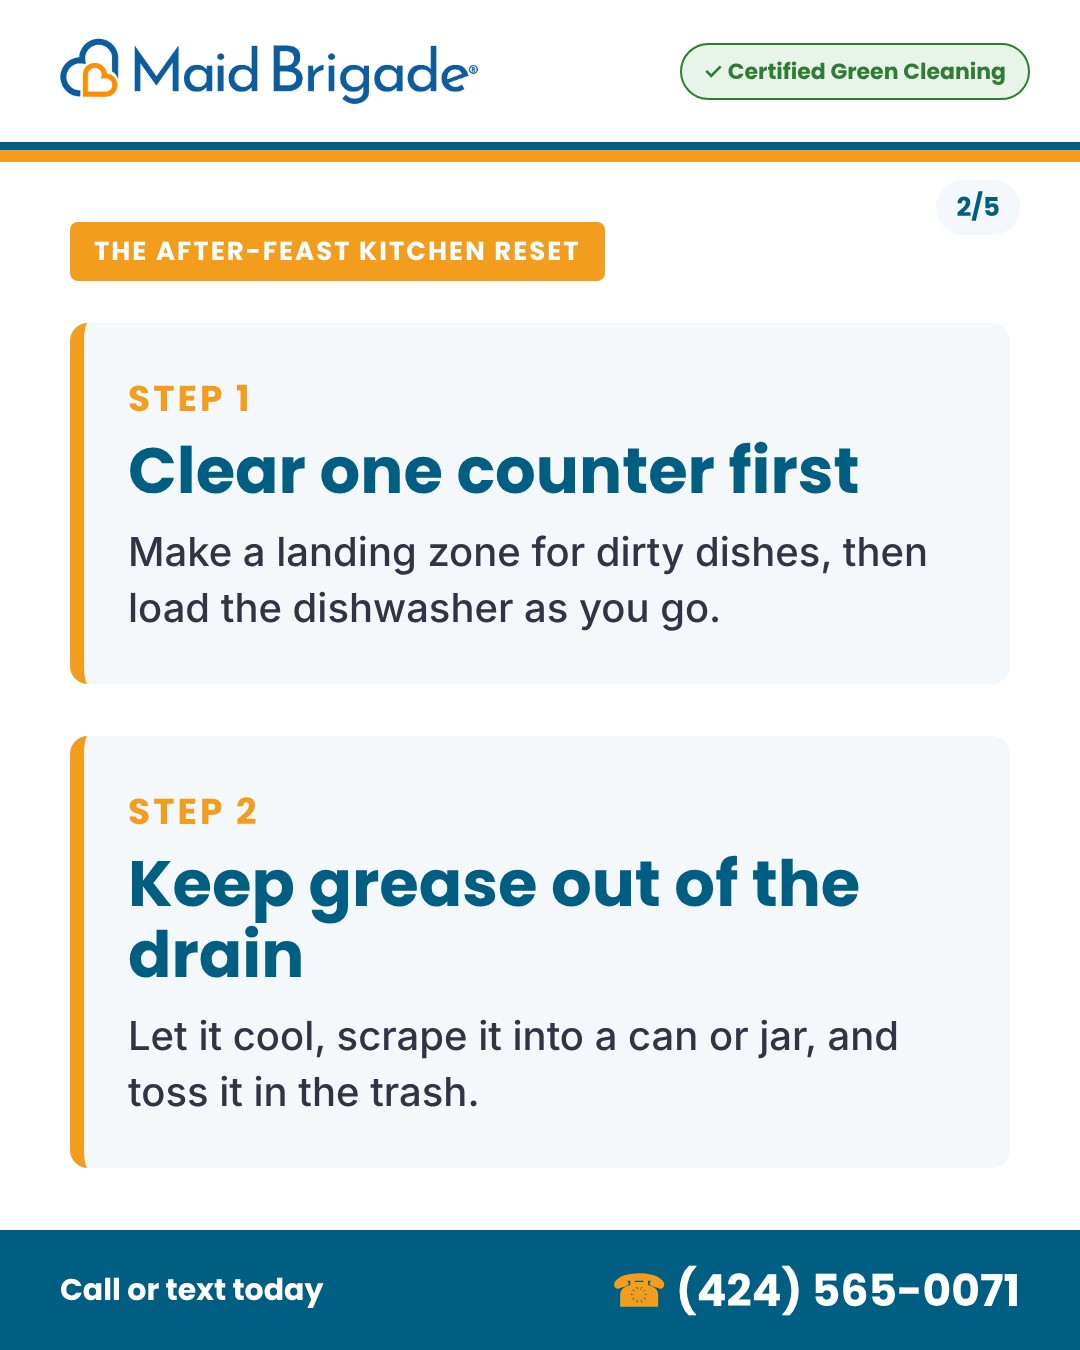 Maid Brigade®
✓ Certified Green Cleaning
2/5
THE AFTER-FEAST KITCHEN RESET
STEP 1
Clear one counter first
Make a landing zone for dirty dishes, then
load the dishwasher as you go.
STEP 2
Keep grease out of the
drain
Let it cool, scrape it into a can or jar, and
toss it in the trash.
Call or text today
☎ (424) 565-0071